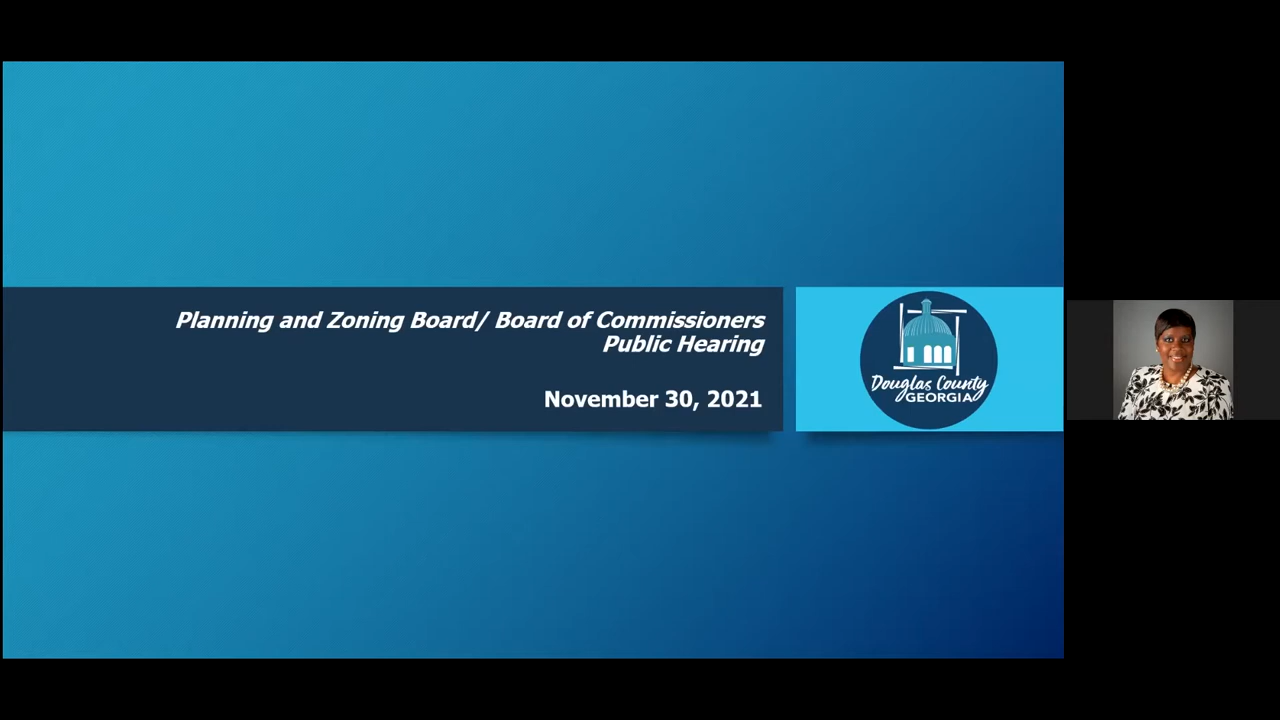 Planning and Zoning Board/ Board of Commissioners
Public Hearing
November 30, 2021
Douglas County
GEORGIA